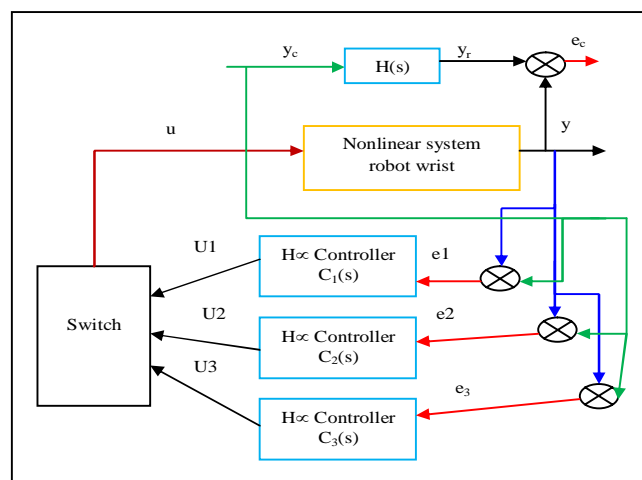 y_c
H(s)
y_r
e_c
u
Nonlinear system
robot wrist
y
U1
H∝ Controller
C₁(s)
e1
Switch
U2
H∝ Controller
C₂(s)
e2
U3
H∝ Controller
C₃(s)
e₃